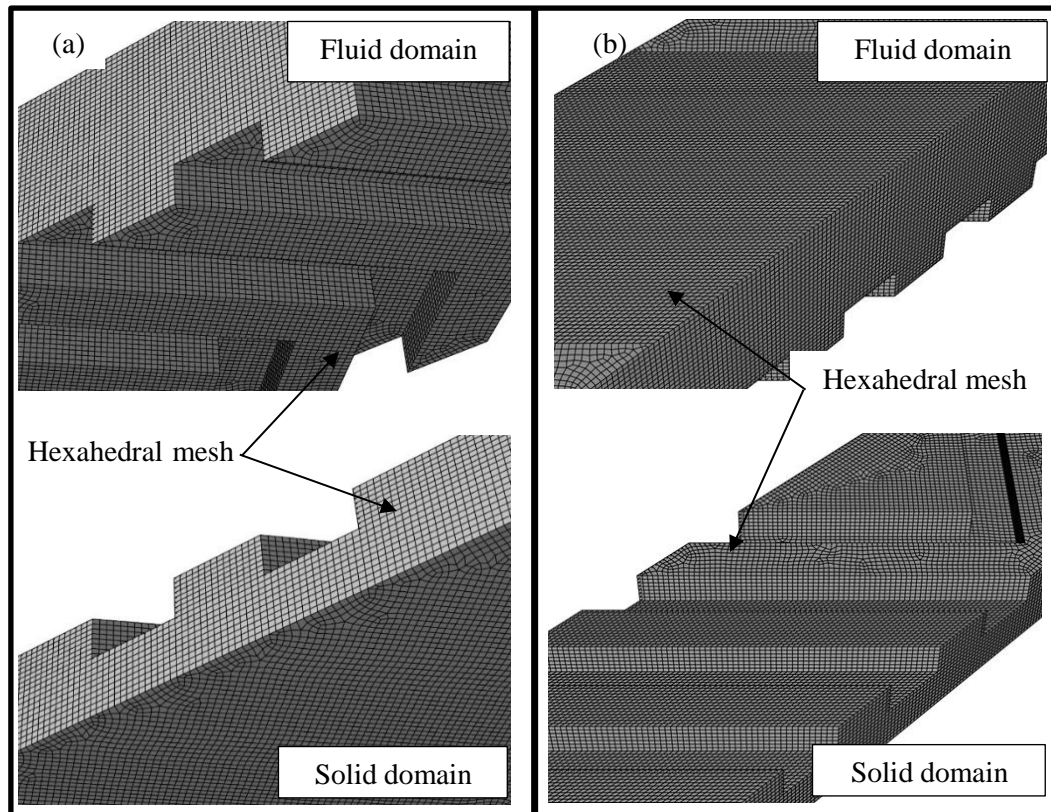 (a)
Fluid domain
Hexahedral mesh
Solid domain
(b)
Fluid domain
Hexahedral mesh
Solid domain